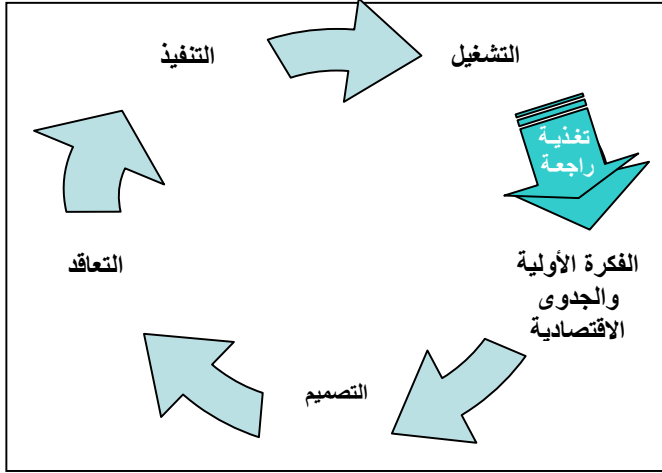 التنفيذ
التشغيل
تغذية
راجعة
التعاقد
الفكرة الأولية
والجدوى
الاقتصادية
التصميم